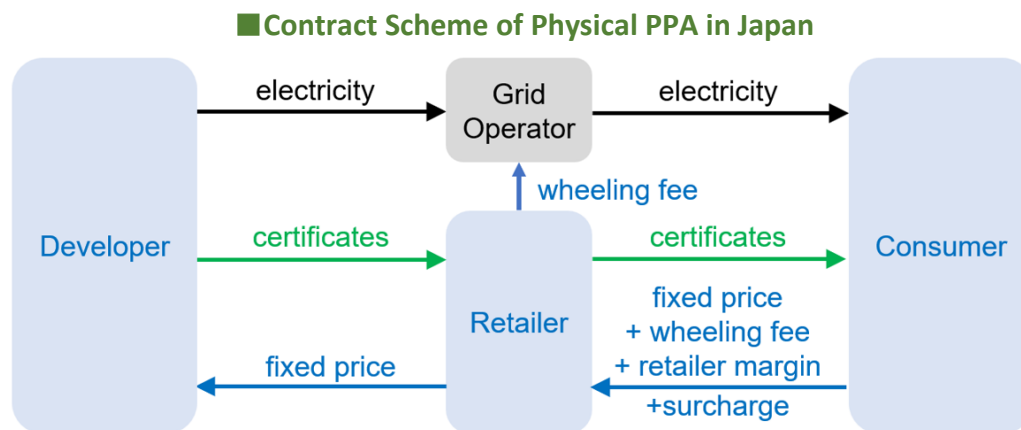 ■Contract Scheme of Physical PPA in Japan
electricity
Grid
Operator
electricity
wheeling fee
Developer
certificates
Retailer
certificates
Consumer
fixed price
fixed price
+ wheeling fee
+ retailer margin
+surcharge